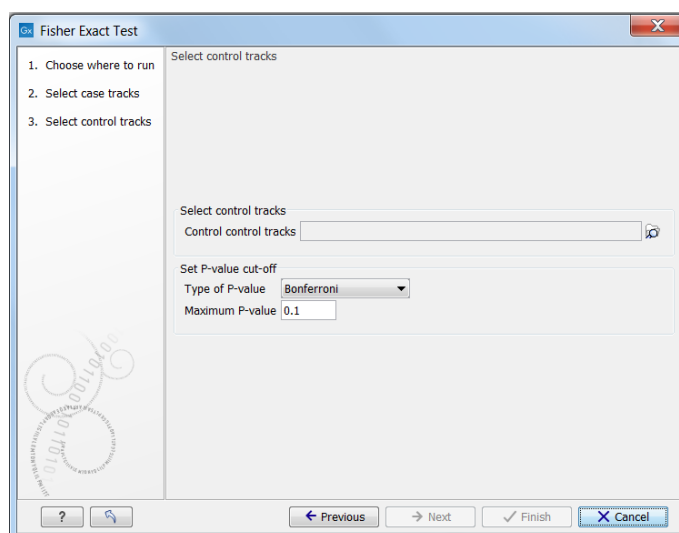 Gx Fisher Exact Test
1. Choose where to run
2. Select case tracks
3. Select control tracks
Select control tracks
Select control tracks
Control control tracks
Set P-value cut-off
Type of P-value Bonferroni
Maximum P-value 0.1
? Previous Next Finish Cancel